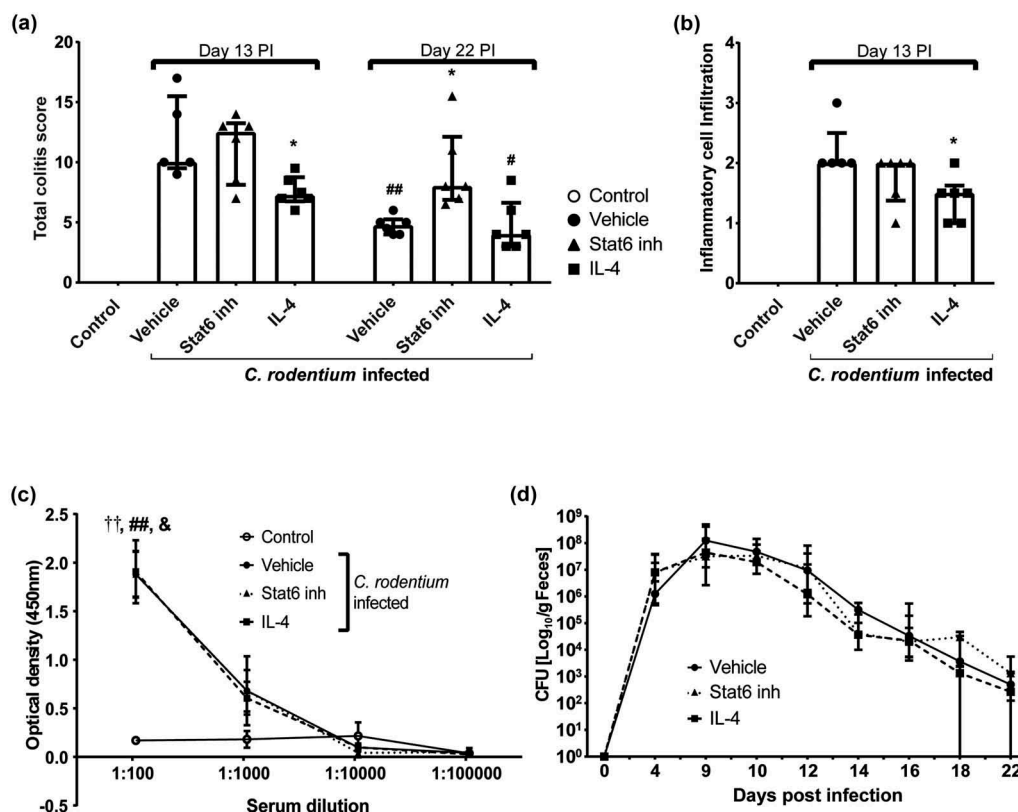 (a)
Total colitis score
20
15
10
5
0
Day 13 PI
Day 22 PI
*
##
*
#
Control
Vehicle
Stat6 inh
IL-4
Vehicle
Stat6 inh
IL-4
C. rodentium infected
Control
Vehicle
Stat6 inh
IL-4
(b)
Inflammatory cell Infiltration
4
3
2
1
0
Day 13 PI
*
Control
Vehicle
Stat6 inh
IL-4
C. rodentium infected
(c)
Optical density (450nm)
2.5
2.0
1.5
1.0
0.5
0.0
-0.5
††, ##, &
Control
Vehicle
Stat6 inh
IL-4
C. rodentium
infected
1:100
1:1000
1:10000
1:100000
Serum dilution
(d)
CFU [Log10/gFeces]
10⁹
10⁸
10⁷
10⁶
10⁵
10⁴
10³
10²
10¹
10⁰
Vehicle
Stat6 inh
IL-4
0
4
9
10
12
14
16
18
22
Days post infection